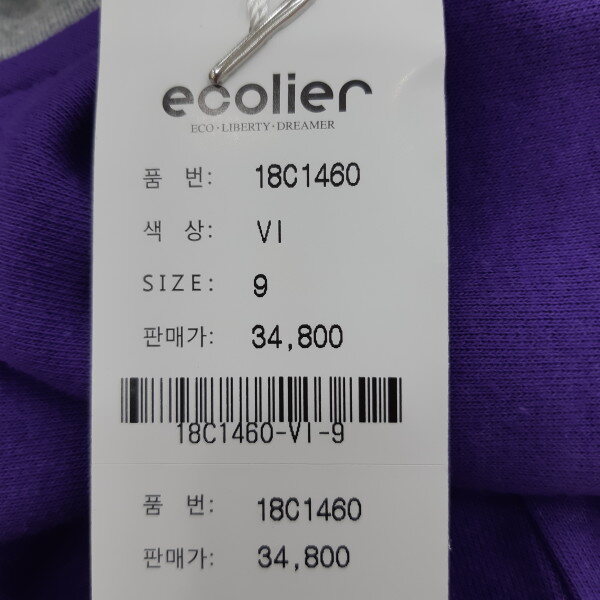 ecolier
ECO·LIBERTY·DREAMER
품 번: 18C1460
색 상: VI
SIZE: 9
판매가: 34,800
18C1460-VI-9
품 번: 18C1460
판매가: 34,800